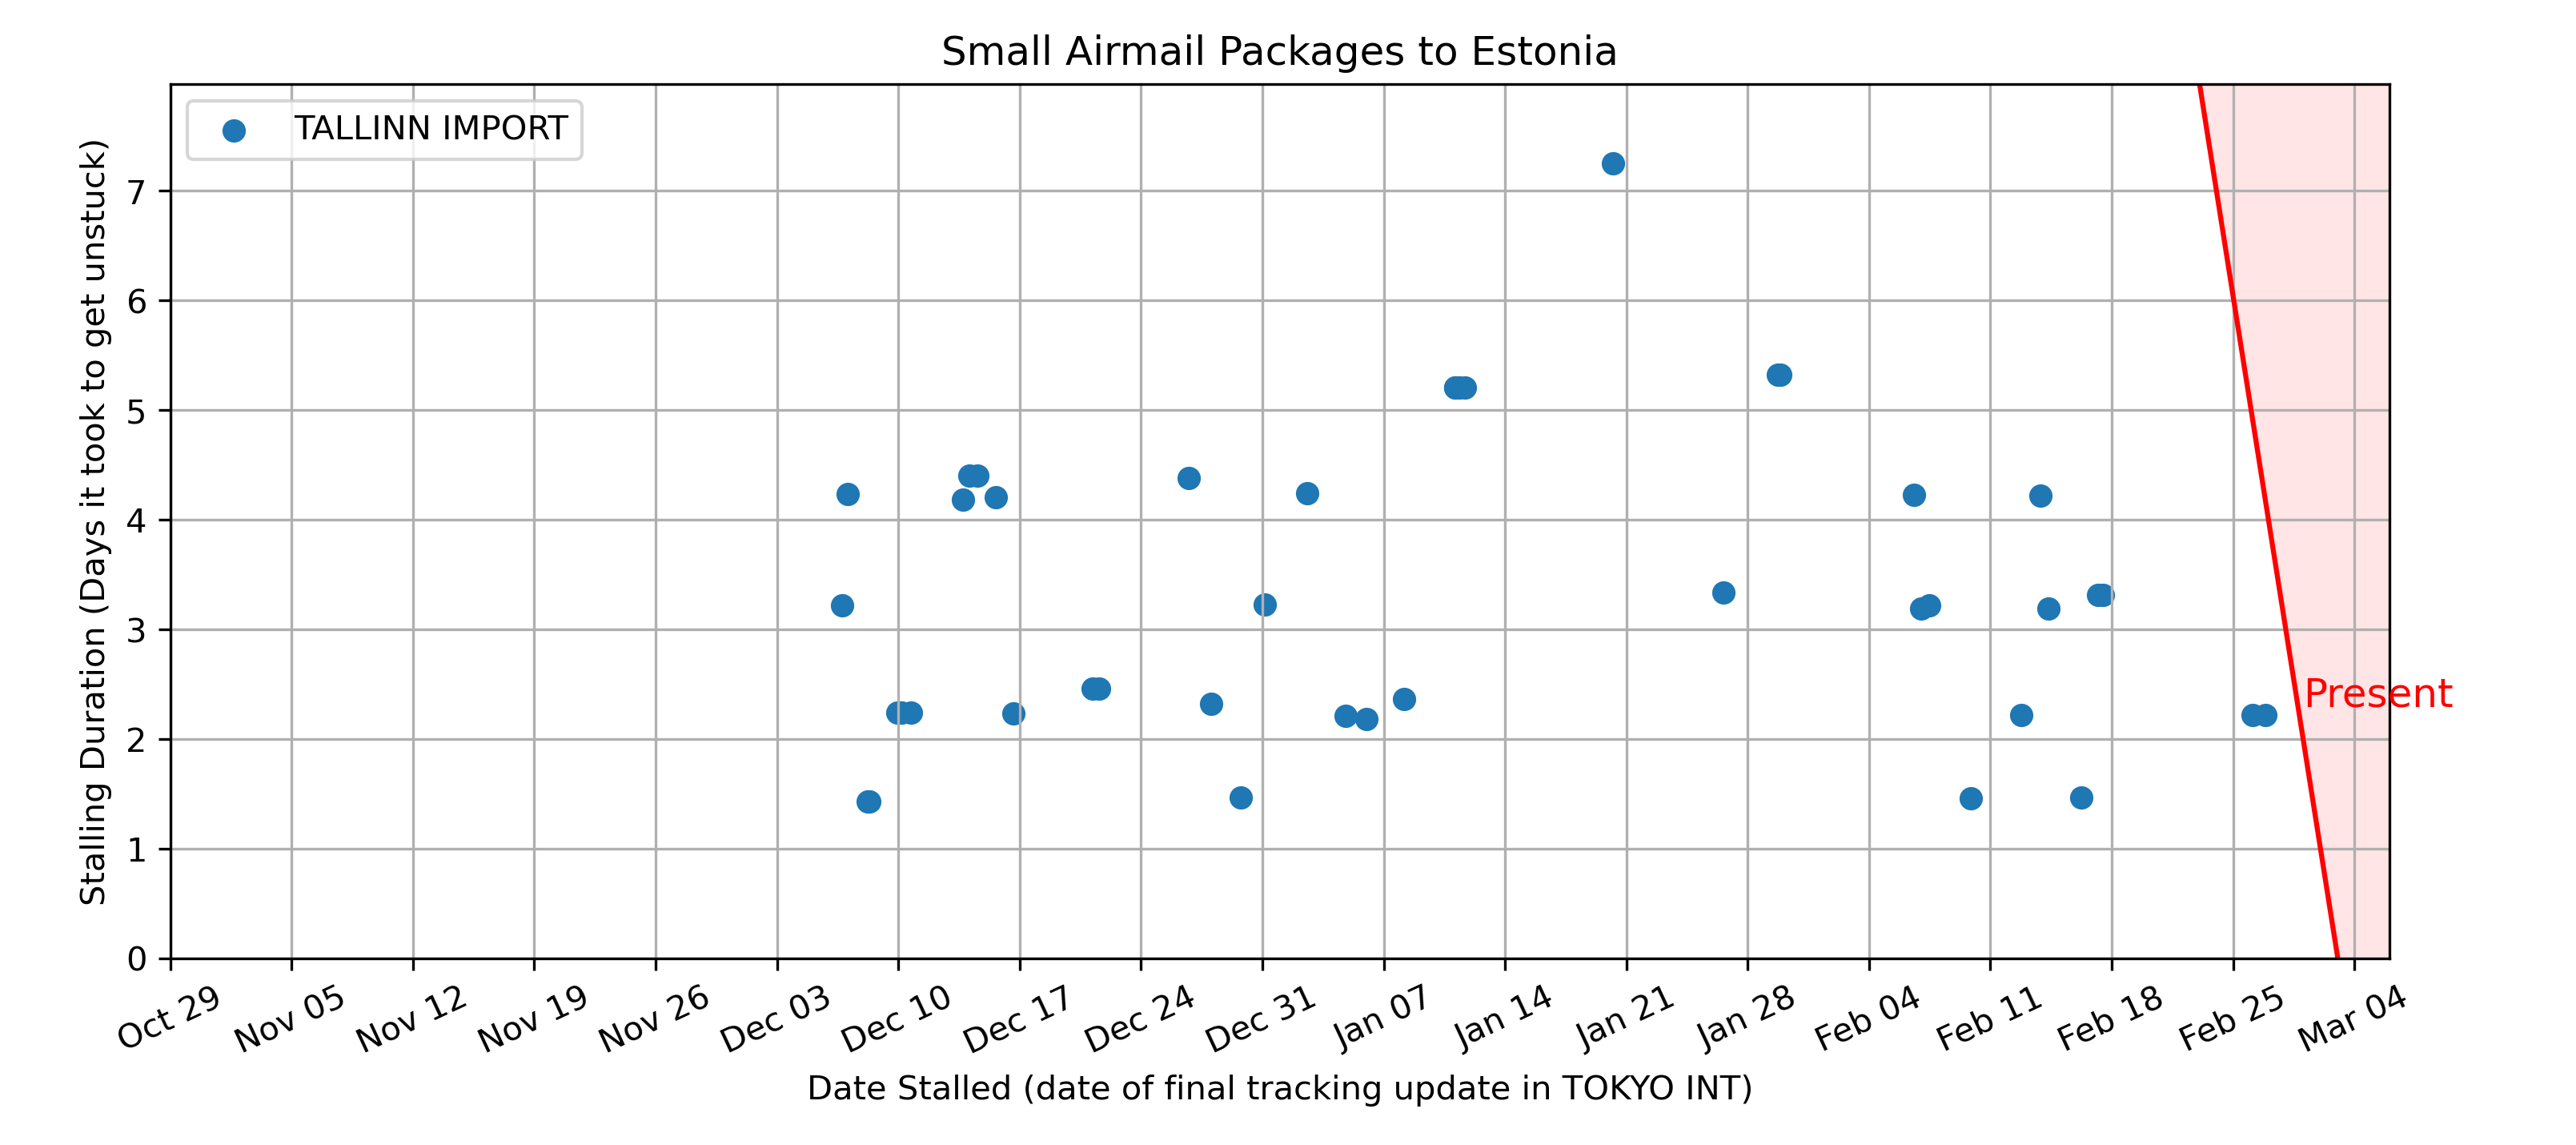 Small Airmail Packages to Estonia
TALLINN IMPORT
Stalling Duration (Days it took to get unstuck)
7
6
5
4
3
2
1
0
Present
Oct 29
Nov 05
Nov 12
Nov 19
Nov 26
Dec 03
Dec 10
Dec 17
Dec 24
Dec 31
Jan 07
Jan 14
Jan 21
Jan 28
Feb 04
Feb 11
Feb 18
Feb 25
Mar 04
Date Stalled (date of final tracking update in TOKYO INT)